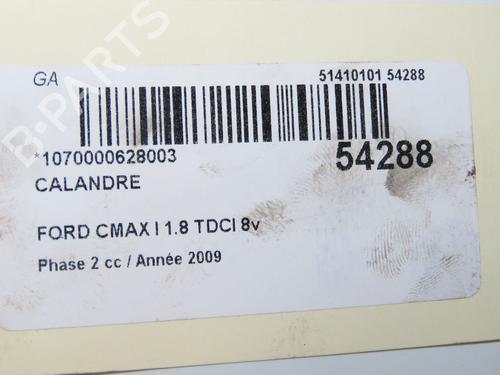 GA
51410101 54288
*1070000628003
54288
CALANDRE
FORD CMAX I 1.8 TDCI 8v
Phase 2 cc / Année 2009
B-PARTS